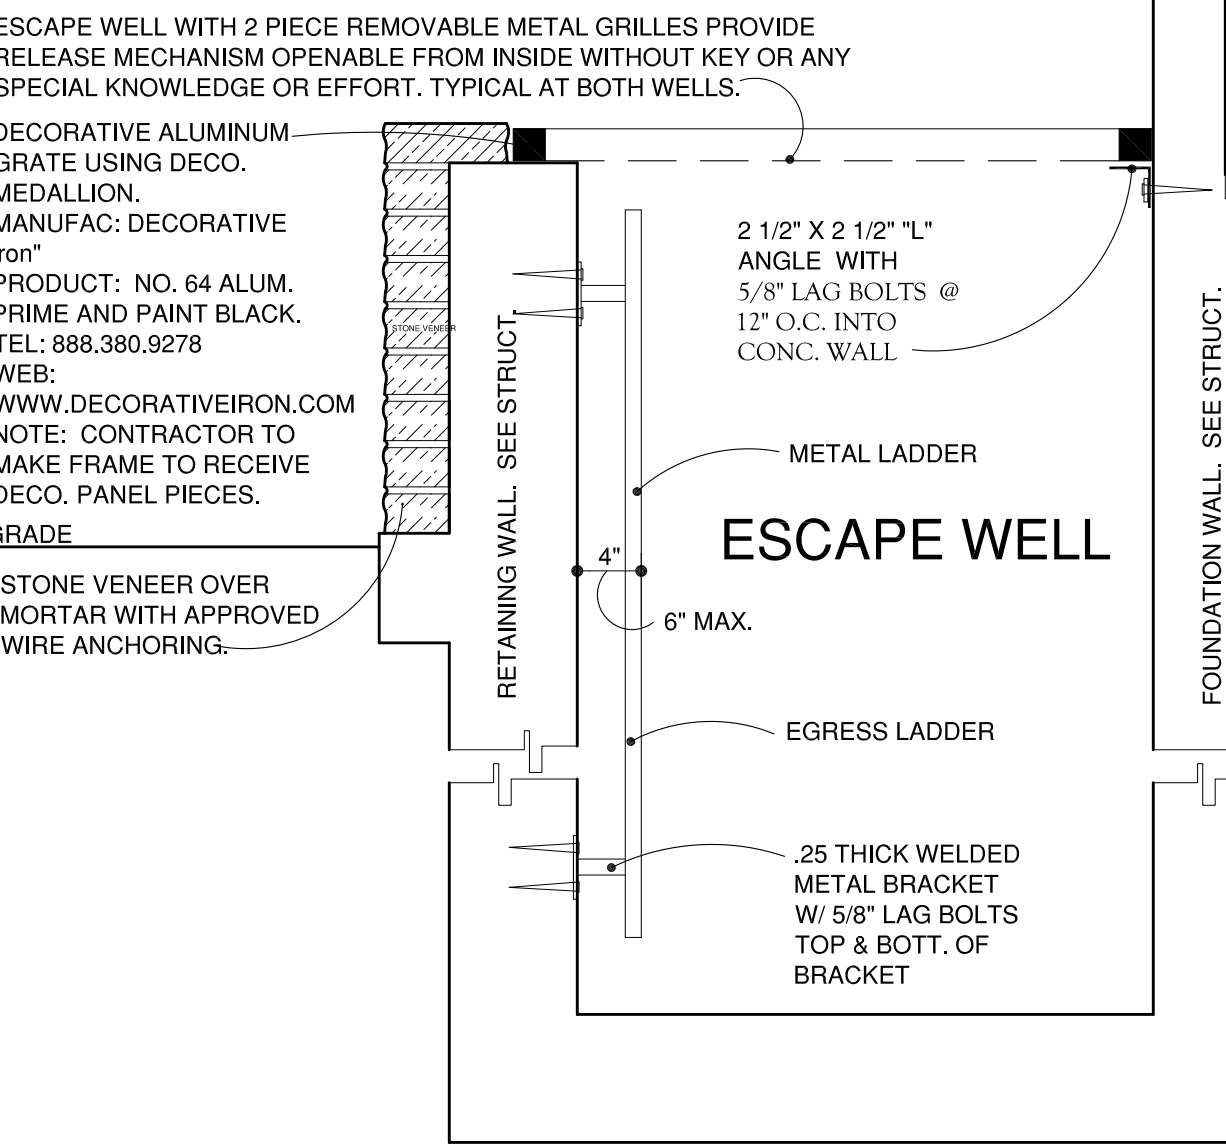 ESCAPE WELL WITH 2 PIECE REMOVABLE METAL GRILLES PROVIDE
RELEASE MECHANISM OPENABLE FROM INSIDE WITHOUT KEY OR ANY
SPECIAL KNOWLEDGE OR EFFORT. TYPICAL AT BOTH WELLS.
DECORATIVE ALUMINUM
GRATE USING DECO.
MEDALLION.
MANUFAC: DECORATIVE
ron"
PRODUCT: NO. 64 ALUM.
PRIME AND PAINT BLACK.
TEL: 888.380.9278
WEB:
WWW.DECORATIVEIRON.COM
NOTE: CONTRACTOR TO
MAKE FRAME TO RECEIVE
DECO. PANEL PIECES.
GRADE
STONE VENEER OVER
MORTAR WITH APPROVED
WIRE ANCHORING.
STONE VENEER
RETAINING WALL. SEE STRUCT.
2 1/2" X 2 1/2" "L"
ANGLE WITH
5/8" LAG BOLTS @
12" O.C. INTO
CONC. WALL
METAL LADDER
ESCAPE WELL
4"
6" MAX.
EGRESS LADDER
.25 THICK WELDED
METAL BRACKET
W/ 5/8" LAG BOLTS
TOP & BOTT. OF
BRACKET
FOUNDATION WALL. SEE STRUCT.